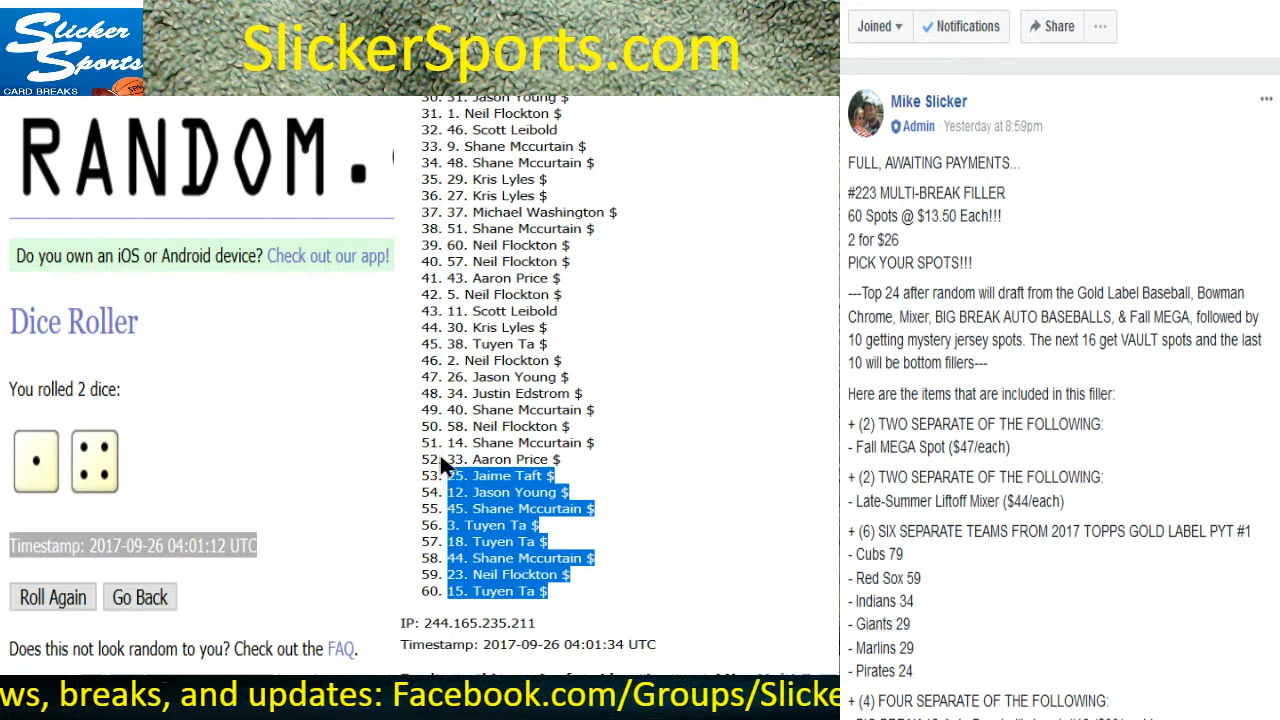 Slicker
Sports
CARD BREAKS
SlickerSports.com
RANDOM.
Do you own an iOS or Android device? Check out our app!
Dice Roller
You rolled 2 dice:
Timestamp: 2017-09-26 04:01:12 UTC
Roll Again
Go Back
Does this not look random to you? Check out the FAQ.
30. 31. Jason Young $
31. 1. Neil Flockton $
32. 46. Scott Leibold
33. 9. Shane Mccurtain $
34. 48. Shane Mccurtain $
35. 29. Kris Lyles $
36. 27. Kris Lyles $
37. 37. Michael Washington $
38. 51. Shane Mccurtain $
39. 60. Neil Flockton $
40. 57. Neil Flockton $
41. 43. Aaron Price $
42. 5. Neil Flockton $
43. 11. Scott Leibold
44. 30. Kris Lyles $
45. 38. Tuyen Ta $
46. 2. Neil Flockton $
47. 26. Jason Young $
48. 34. Justin Edstrom $
49. 40. Shane Mccurtain $
50. 58. Neil Flockton $
51. 14. Shane Mccurtain $
52. 33. Aaron Price $
53. 25. Jaime Taft $
54. 12. Jason Young $
55. 45. Shane Mccurtain $
56. 3. Tuyen Ta $
57. 18. Tuyen Ta $
58. 44. Shane Mccurtain $
59. 23. Neil Flockton $
60. 15. Tuyen Ta $
IP: 244.165.235.211
Timestamp: 2017-09-26 04:01:34 UTC
ws, breaks, and updates: Facebook.com/Groups/Slicke
Joined
Notifications
Share
Mike Slicker
Admin · Yesterday at 8:59pm
FULL, AWAITING PAYMENTS...
#223 MULTI-BREAK FILLER
60 Spots @ $13.50 Each!!!
2 for $26
PICK YOUR SPOTS!!!
---Top 24 after random will draft from the Gold Label Baseball, Bowman
Chrome, Mixer, BIG BREAK AUTO BASEBALLS, & Fall MEGA, followed by
10 getting mystery jersey spots. The next 16 get VAULT spots and the last
10 will be bottom fillers---
Here are the items that are included in this filler:
+ (2) TWO SEPARATE OF THE FOLLOWING:
- Fall MEGA Spot ($47/each)
+ (2) TWO SEPARATE OF THE FOLLOWING:
- Late-Summer Liftoff Mixer ($44/each)
+ (6) SIX SEPARATE TEAMS FROM 2017 TOPPS GOLD LABEL PYT #1
- Cubs 79
- Red Sox 59
- Indians 34
- Giants 29
- Marlins 29
- Pirates 24
+ (4) FOUR SEPARATE OF THE FOLLOWING: